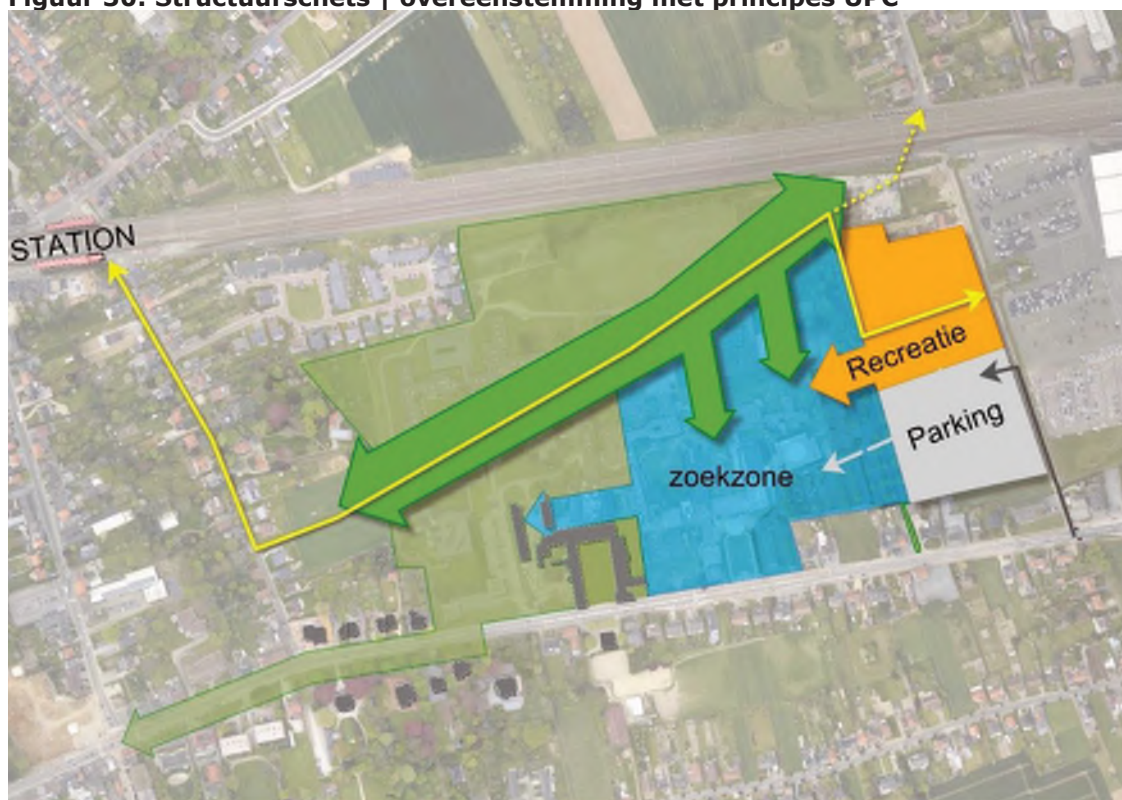 Figuur 30. Structuurschets | overeenstemming met principes OPC
STATION
Recreatie
Parking
zoekzone